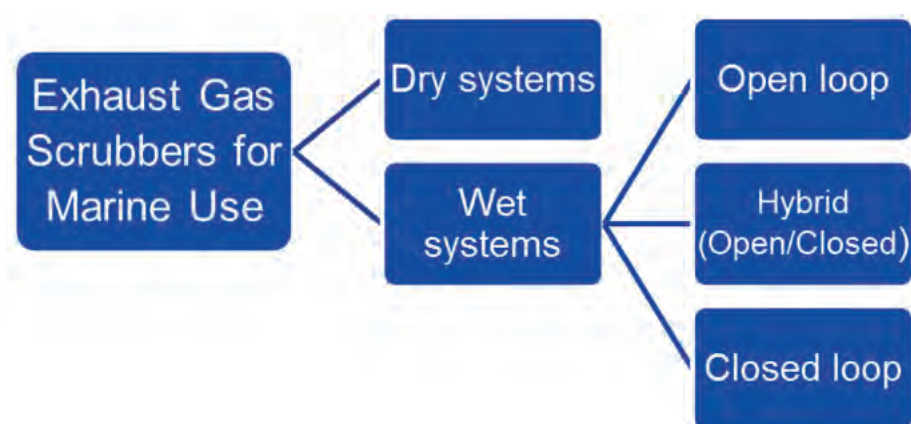 Exhaust Gas
Scrubbers for
Marine Use
Dry systems
Wet
systems
Open loop
Hybrid
(Open/Closed)
Closed loop